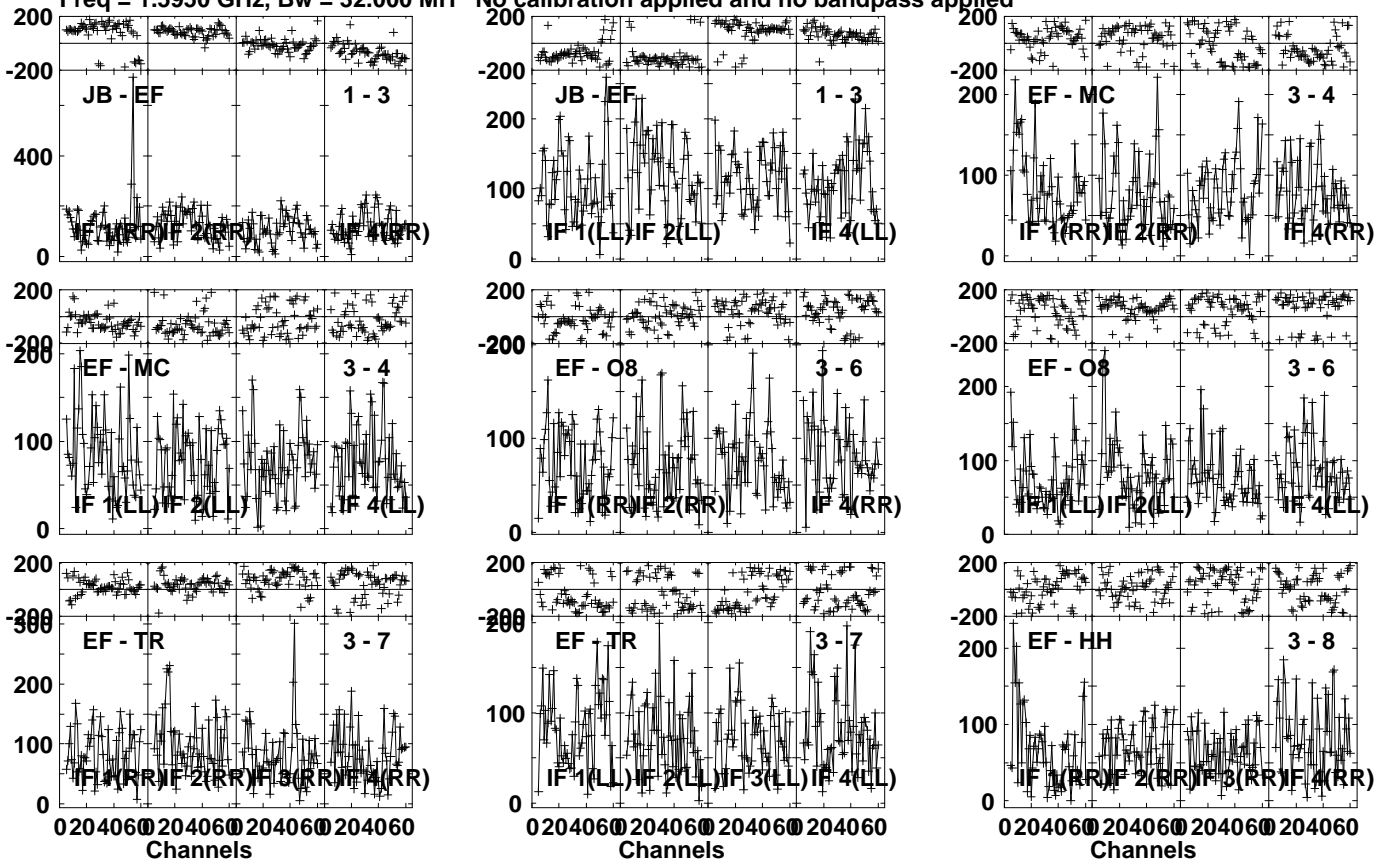 Freq = 1.5950 GHz, Bw = 32.000 MH No calibration applied and no bandpass applied
200
-200
JB - EF 1 - 3
400
0
IF 1(RR) IF 2(RR) IF 4(RR)
200
-200
JB - EF 1 - 3
200
100
0
IF 1(LL) IF 2(LL) IF 4(LL)
200
-200
EF - MC 3 - 4
200
100
0
IF 1(RR) IF 2(RR) IF 4(RR)
200
-200
200
EF - MC 3 - 4
100
0
IF 1(LL) IF 2(LL) IF 4(LL)
200
-200
200
EF - O8 3 - 6
100
0
IF 1(RR) IF 2(RR) IF 4(RR)
200
-200
EF - O8 3 - 6
200
100
0
IF 1(LL) IF 2(LL) IF 4(LL)
200
-200
300
EF - TR 3 - 7
200
100
0
IF 1(RR) IF 2(RR) IF 3(RR) IF 4(RR)
0 20 40 60 0 20 40 60 0 20 40 60 0 20 40 60
Channels
200
-200
200
EF - TR 3 - 7
100
0
IF 1(LL) IF 2(LL) IF 3(LL) IF 4(LL)
0 20 40 60 0 20 40 60 0 20 40 60 0 20 40 60
Channels
200
-200
EF - HH 3 - 8
200
100
0
IF 1(RR) IF 2(RR) IF 3(RR) IF 4(RR)
0 20 40 60 0 20 40 60 0 20 40 60 0 20 40 60
Channels